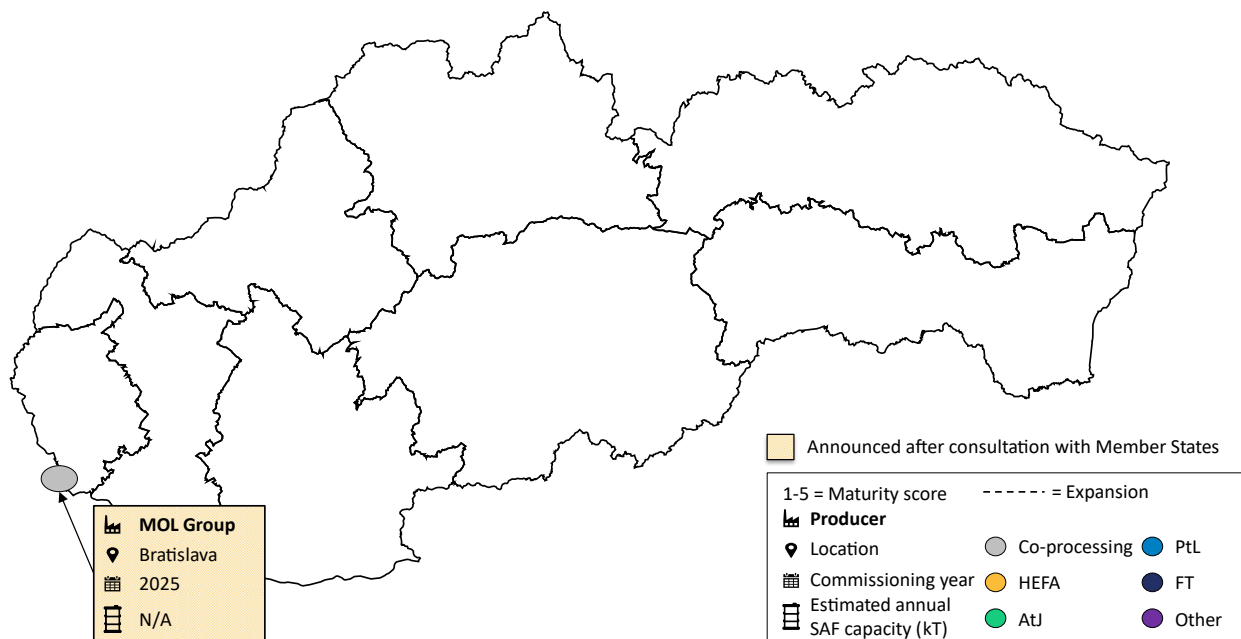 MOL Group
Bratislava
2025
N/A
Announced after consultation with Member States
1-5 = Maturity score
= Expansion
Producer
Location
Commissioning year
Estimated annual
SAF capacity (kT)
Co-processing
HEFA
AtJ
PtL
FT
Other